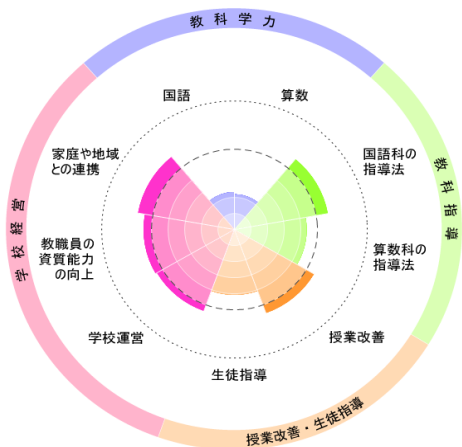 教科学力
国語
算数
家庭や地域
との連携
国語科の
指導法
教科指導
学校経営
教職員の
資質能力
の向上
算数科の
指導法
学校運営
授業改善
生徒指導
授業改善・生徒指導